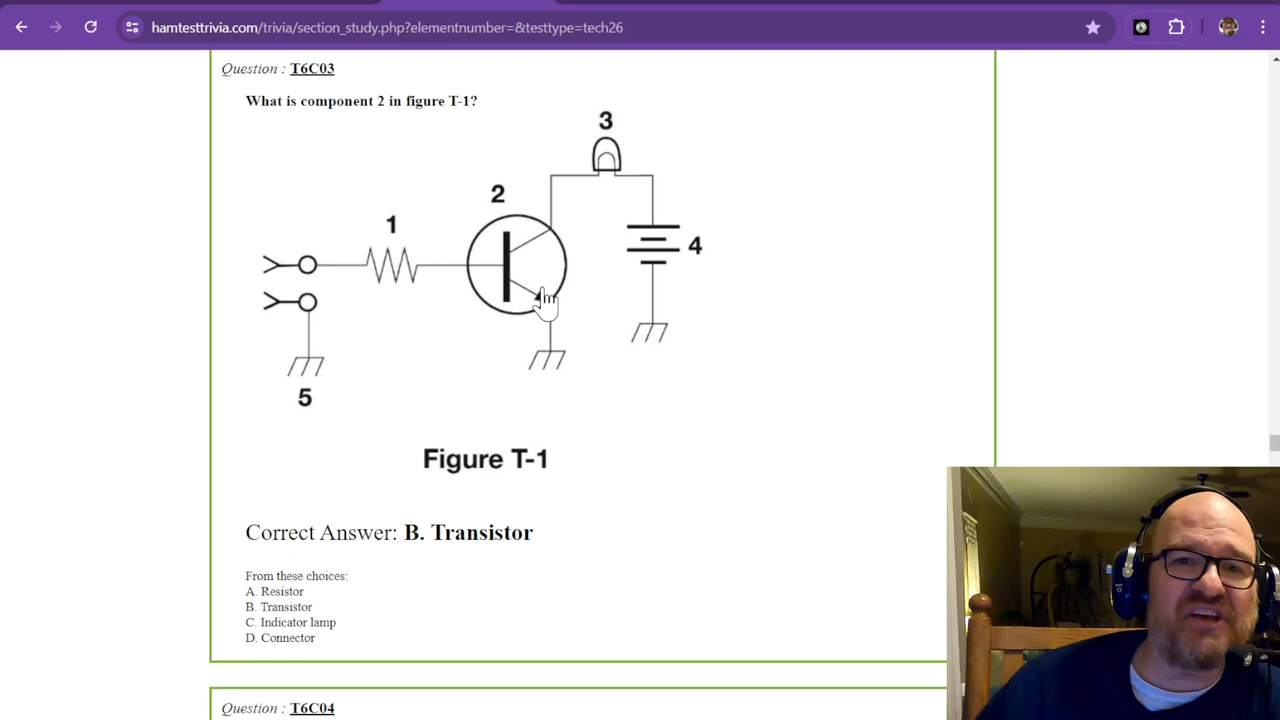 hamtesttrivia.com/trivia/section_study.php?elementnumber=&testtype=tech26
Question : T6C03
What is component 2 in figure T-1?
3
2
1
4
5
Figure T-1
Correct Answer: B. Transistor
From these choices:
A. Resistor
B. Transistor
C. Indicator lamp
D. Connector
Question : T6C04